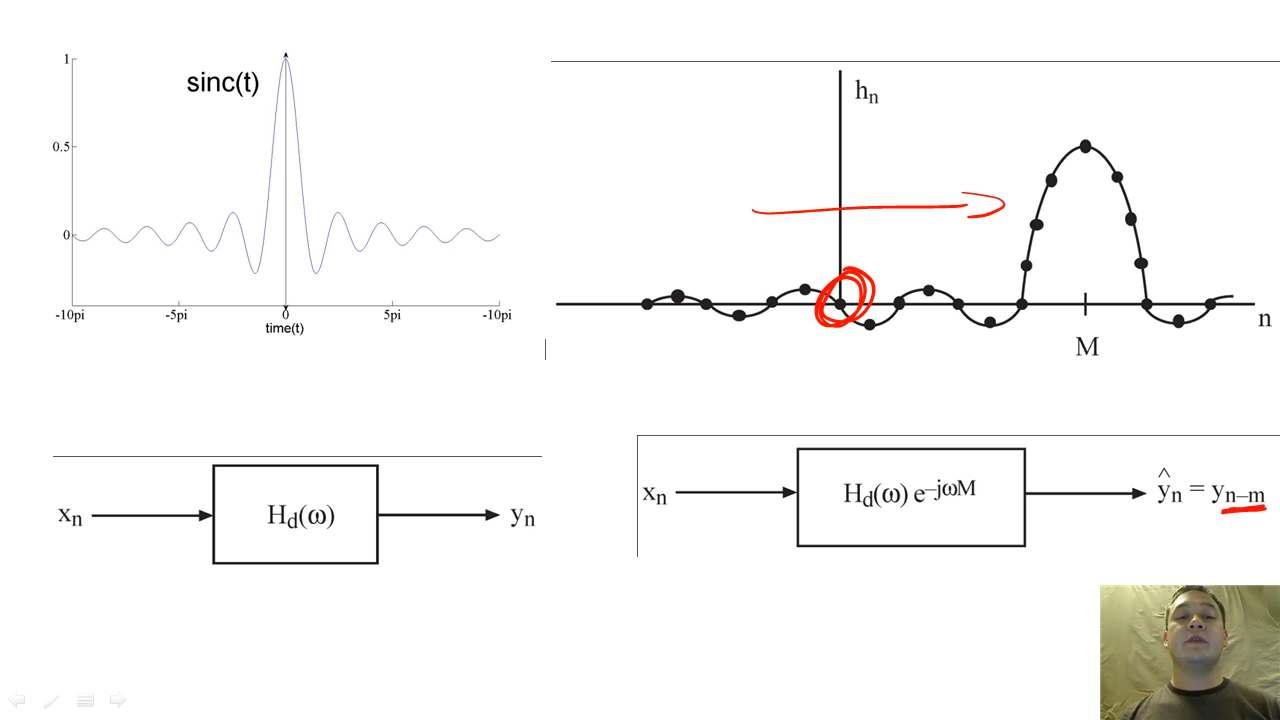 1
sinc(t)
0.5
0
-10pi -5pi 0 5pi -10pi
time(t)
hn
n
M
xn
Hd(ω)
yn
xn
Hd(ω) e–jωM
^yn = yn–m